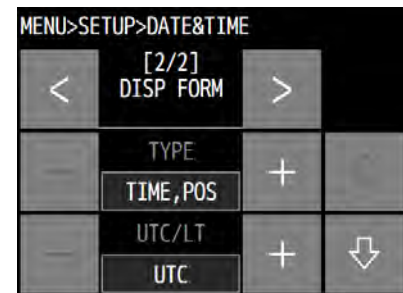 MENU>SETUP>DATE&TIME
< [2/2] >
DISP FORM
TYPE
- TIME,POS +
UTC/LT
- UTC +